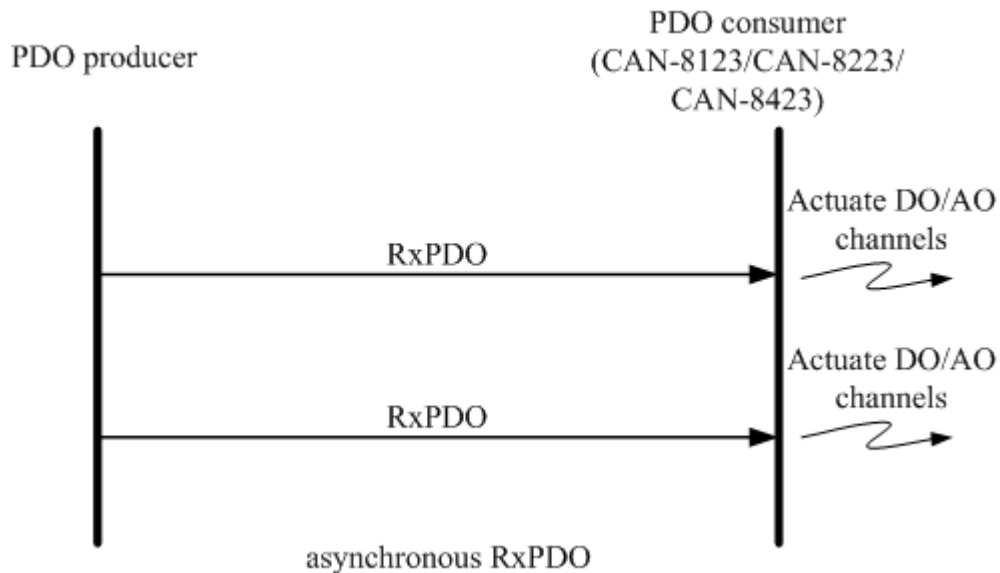 PDO producer
PDO consumer
(CAN-8123/CAN-8223/
CAN-8423)
Actuate DO/AO
channels
RxPDO
Actuate DO/AO
channels
RxPDO
asynchronous RxPDO